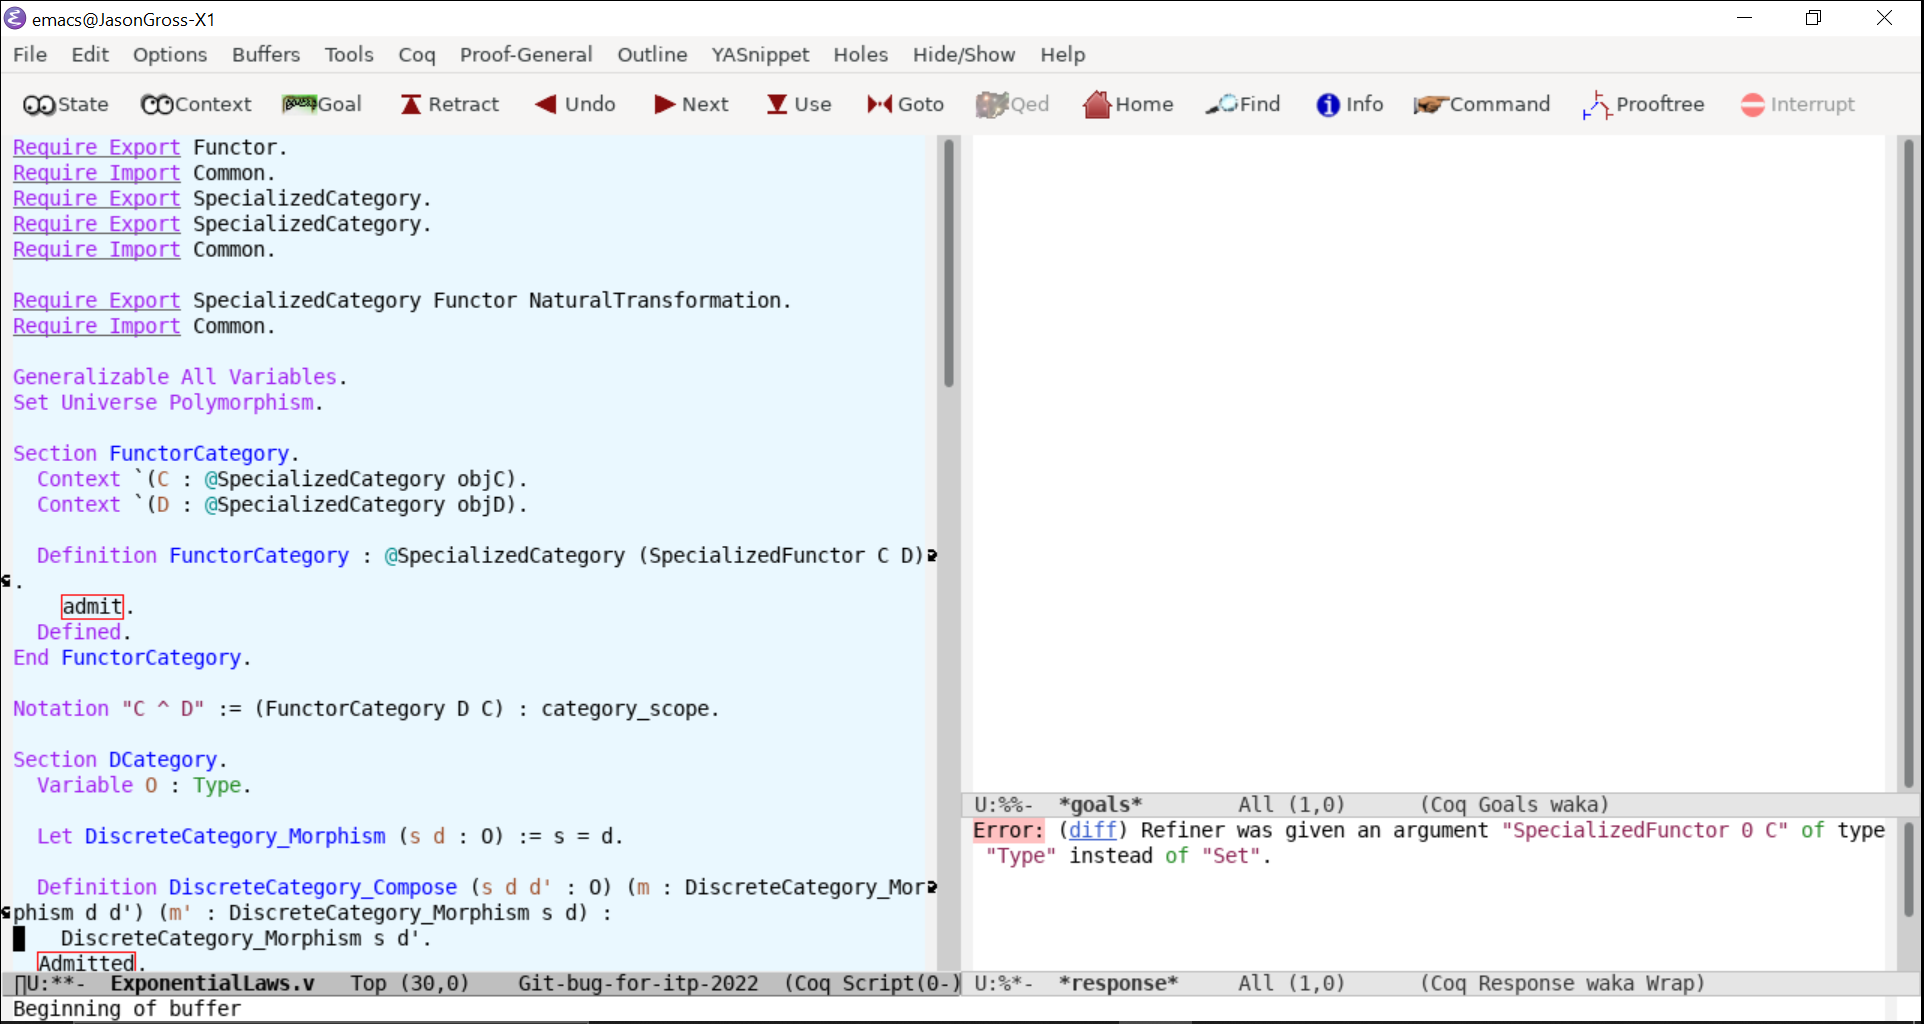 emacs@JasonGross-X1
File Edit Options Buffers Tools Coq Proof-General Outline YASnippet Holes Hide/Show Help
State Context Goal Retract Undo Next Use Goto Qed Home Find Info Command Prooftree Interrupt
Require Export Functor.
Require Import Common.
Require Export SpecializedCategory.
Require Export SpecializedCategory.
Require Import Common.
Require Export SpecializedCategory Functor NaturalTransformation.
Require Import Common.
Generalizable All Variables.
Set Universe Polymorphism.
Section FunctorCategory.
  Context `(C : @SpecializedCategory objC).
  Context `(D : @SpecializedCategory objD).
  Definition FunctorCategory : @SpecializedCategory (SpecializedFunctor C D)
.
    admit.
  Defined.
End FunctorCategory.
Notation "C ^ D" := (FunctorCategory D C) : category_scope.
Section DCategory.
  Variable O : Type.
  Let DiscreteCategory_Morphism (s d : O) := s = d.
  Definition DiscreteCategory_Compose (s d d' : O) (m : DiscreteCategory_Mor
phism d d') (m' : DiscreteCategory_Morphism s d) :
    DiscreteCategory_Morphism s d'.
  Admitted.
U:**-  ExponentialLaws.v   Top (30,0)    Git-bug-for-itp-2022  (Coq Script(0-)
Beginning of buffer
U:%%-  *goals*        All (1,0)      (Coq Goals waka)
Error: (diff) Refiner was given an argument "SpecializedFunctor 0 C" of type
 "Type" instead of "Set".
U:%*-  *response*     All (1,0)      (Coq Response waka Wrap)